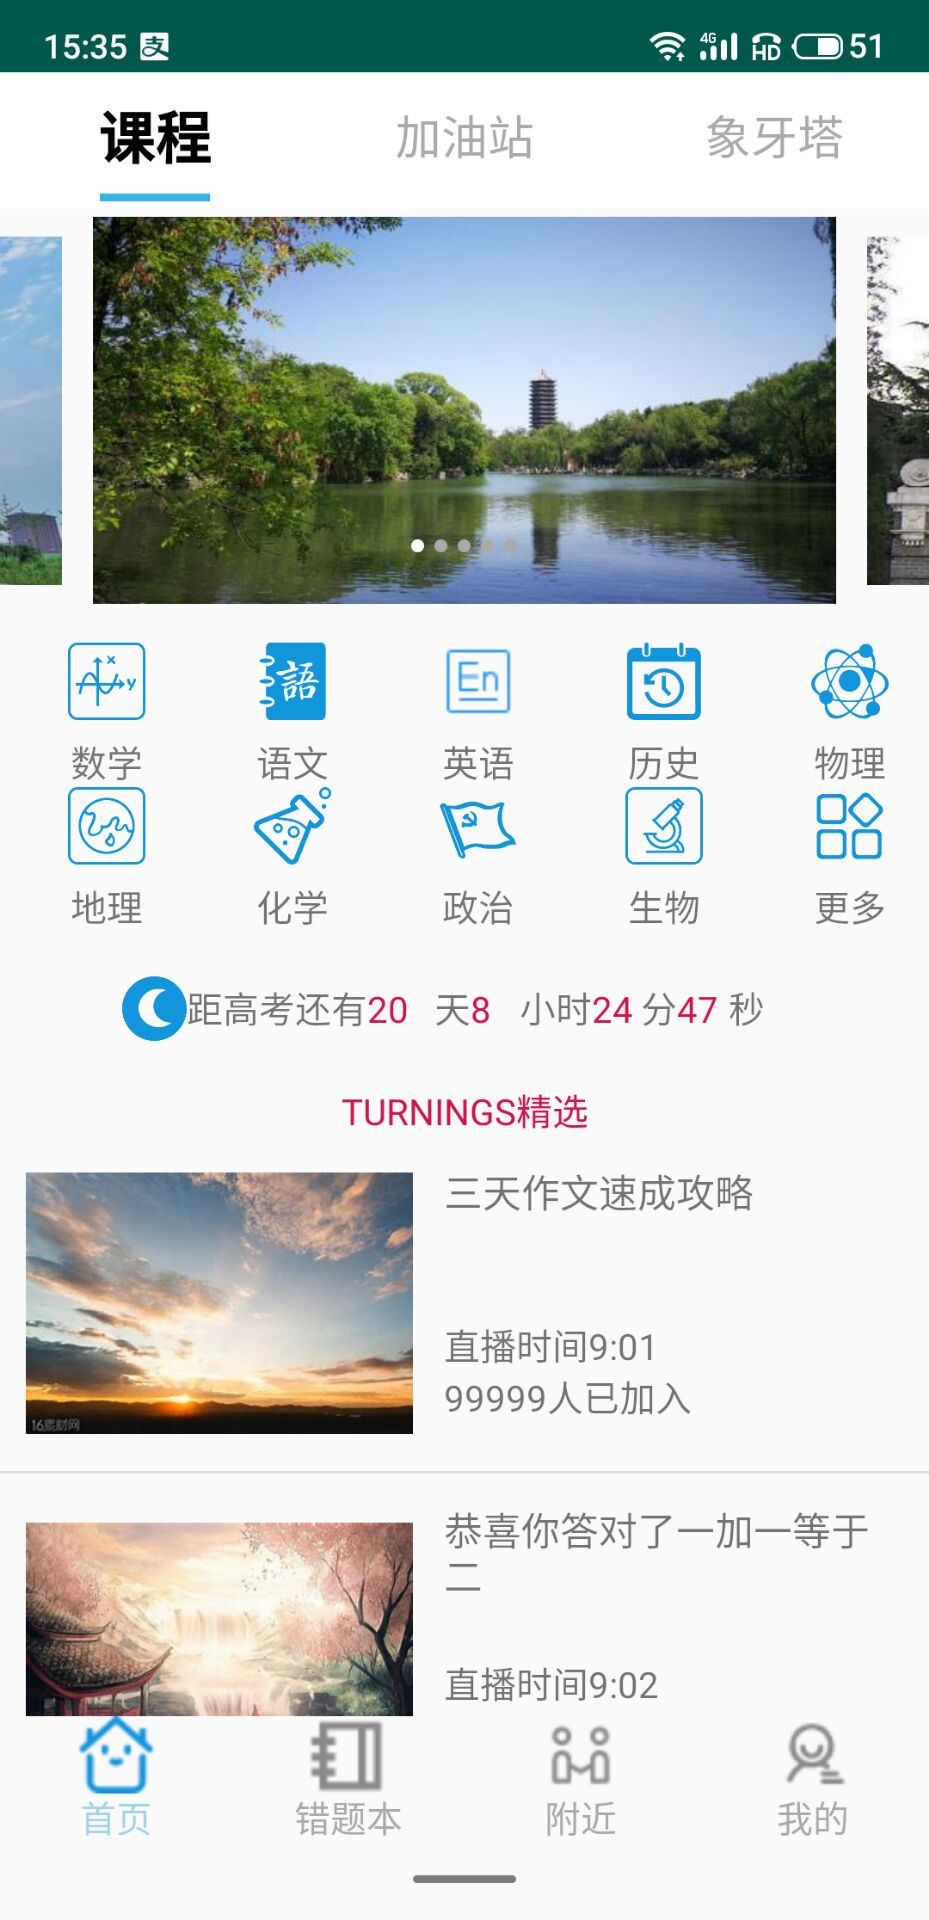 15:35 支 4G HD 51
课程 加油站 象牙塔
x y 語 En
数学 语文 英语 历史 物理
地理 化学 政治 生物 更多
距高考还有20 天8 小时24 分47 秒
TURNINGS精选
三天作文速成攻略
直播时间9:01
99999人已加入
16素材网
恭喜你答对了一加一等于
二
直播时间9:02
首页 错题本 附近 我的